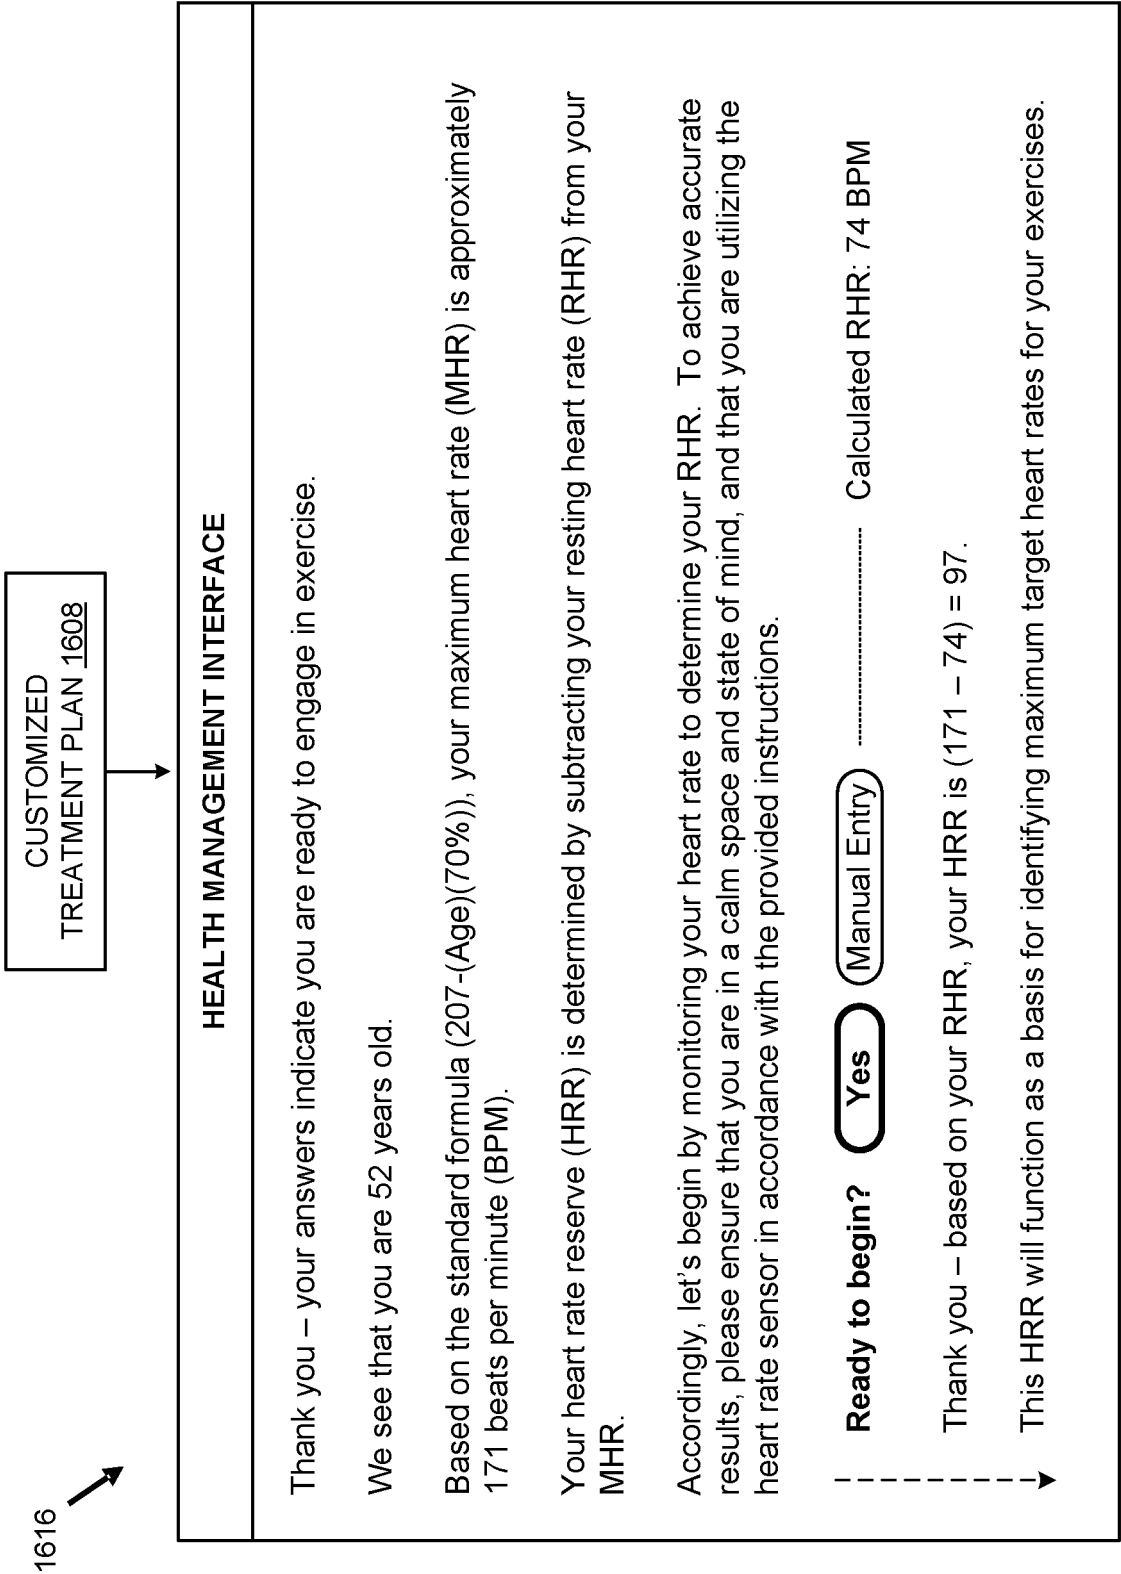 1616
CUSTOMIZED
TREATMENT PLAN 1608
HEALTH MANAGEMENT INTERFACE
Thank you – your answers indicate you are ready to engage in exercise.
We see that you are 52 years old.
Based on the standard formula (207-(Age)(70%)), your maximum heart rate (MHR) is approximately
171 beats per minute (BPM).
Your heart rate reserve (HRR) is determined by subtracting your resting heart rate (RHR) from your
MHR.
Accordingly, let's begin by monitoring your heart rate to determine your RHR. To achieve accurate
results, please ensure that you are in a calm space and state of mind, and that you are utilizing the
heart rate sensor in accordance with the provided instructions.
Ready to begin? Yes Manual Entry Calculated RHR: 74 BPM
Thank you – based on your RHR, your HRR is (171 – 74) = 97.
This HRR will function as a basis for identifying maximum target heart rates for your exercises.